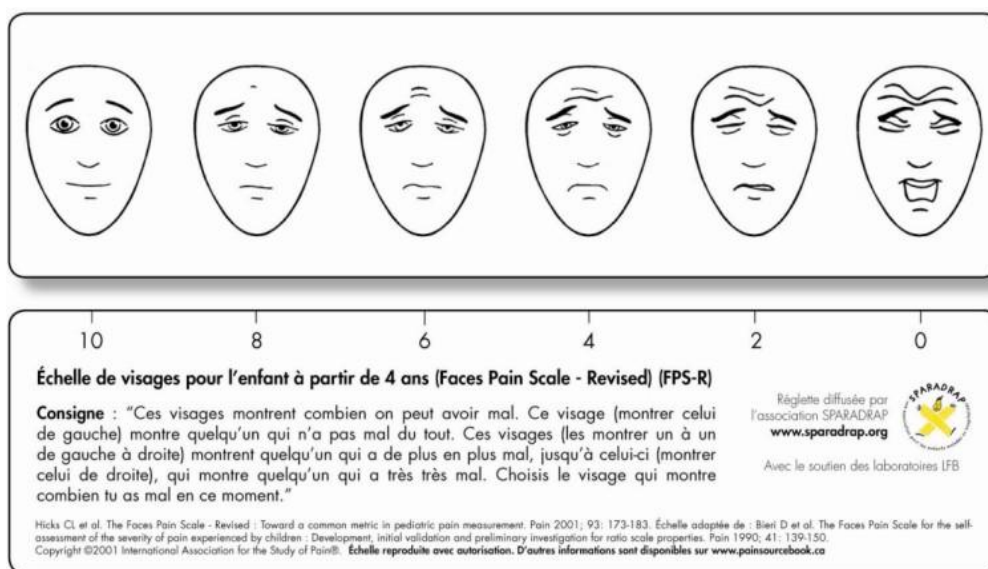 10 8 6 4 2 0
Échelle de visages pour l'enfant à partir de 4 ans (Faces Pain Scale - Revised) (FPS-R)
Consigne : "Ces visages montrent combien on peut avoir mal. Ce visage (montrer celui
de gauche) montre quelqu'un qui n'a pas mal du tout. Ces visages (les montrer un à un
de gauche à droite) montrent quelqu'un qui a de plus en plus mal, jusqu'à celui-ci (montrer
celui de droite), qui montre quelqu'un qui a très très mal. Choisis le visage qui montre
combien tu as mal en ce moment."
Réglette diffusée par
l'association SPARADRAP
www.sparadrap.org
SPARADRAP
Avec le soutien des laboratoires LFB
Hicks CL et al. The Faces Pain Scale - Revised : Toward a common metric in pediatric pain measurement. Pain 2001; 93: 173-183. Échelle adaptée de : Bieri D et al. The Faces Pain Scale for the self-
assessment of the severity of pain experienced by children : Development, initial validation and preliminary investigation for ratio scale properties. Pain 1990; 41: 139-150.
Copyright ©2001 International Association for the Study of Pain®. Échelle reproduite avec autorisation. D'autres informations sont disponibles sur www.painsourcebook.ca